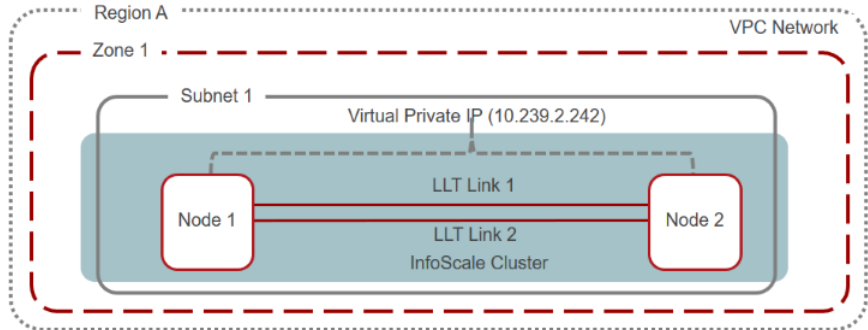 Region A
VPC Network
Zone 1
Subnet 1
Virtual Private IP (10.239.2.242)
LLT Link 1
Node 1
Node 2
LLT Link 2
InfoScale Cluster